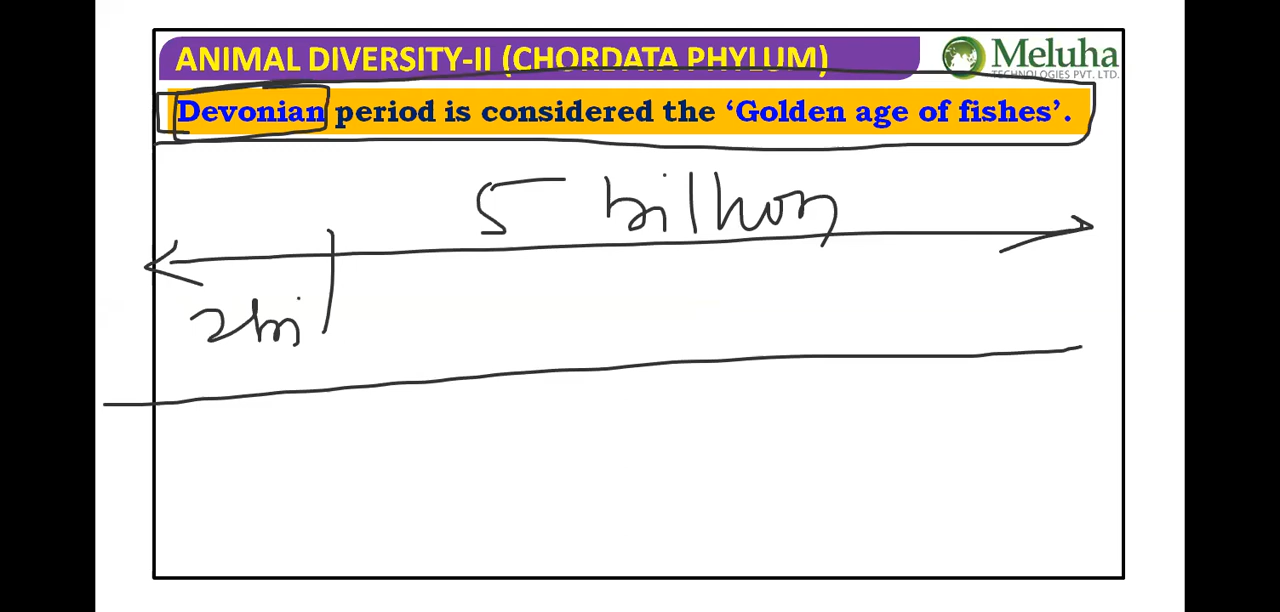 ANIMAL DIVERSITY-II (CHORDATA PHYLUM)
Meluha
TECHNOLOGIES PVT. LTD.
Devonian period is considered the ‘Golden age of fishes’.
5 billion
2bi